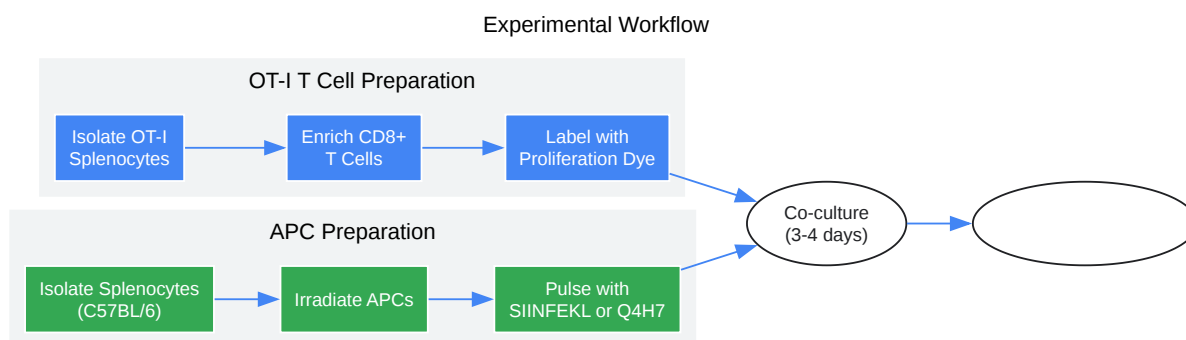 Experimental Workflow
OT-I T Cell Preparation
Isolate OT-I
Splenocytes
Enrich CD8+
T Cells
Label with
Proliferation Dye
APC Preparation
Isolate Splenocytes
(C57BL/6)
Irradiate APCs
Pulse with
SIINFEKL or Q4H7
Co-culture
(3-4 days)